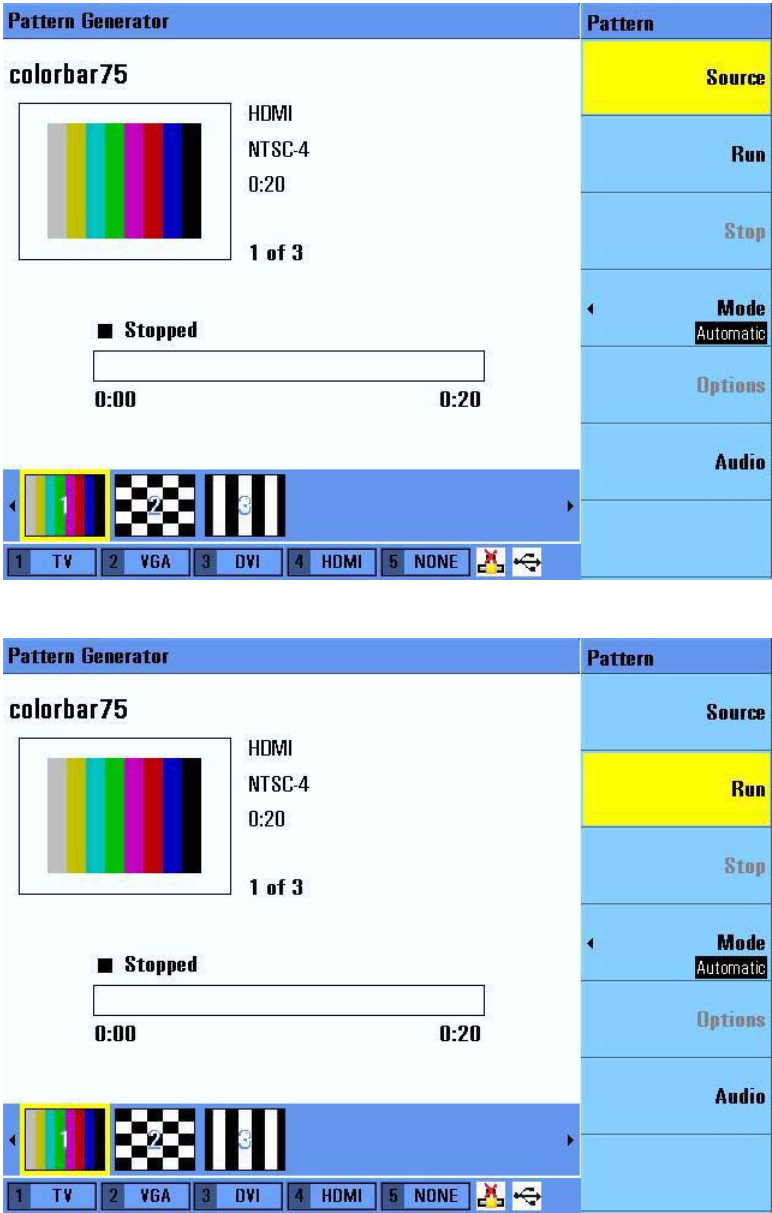 Pattern Generator
Pattern
colorbar75
HDMI
NTSC-4
0:20
1 of 3
Stopped
0:00 0:20
1 2 3
1 TV 2 VGA 3 DVI 4 HDMI 5 NONE
Source
Run
Stop
Mode
Automatic
Options
Audio
Pattern Generator
Pattern
colorbar75
HDMI
NTSC-4
0:20
1 of 3
Stopped
0:00 0:20
1 2 3
1 TV 2 VGA 3 DVI 4 HDMI 5 NONE
Source
Run
Stop
Mode
Automatic
Options
Audio